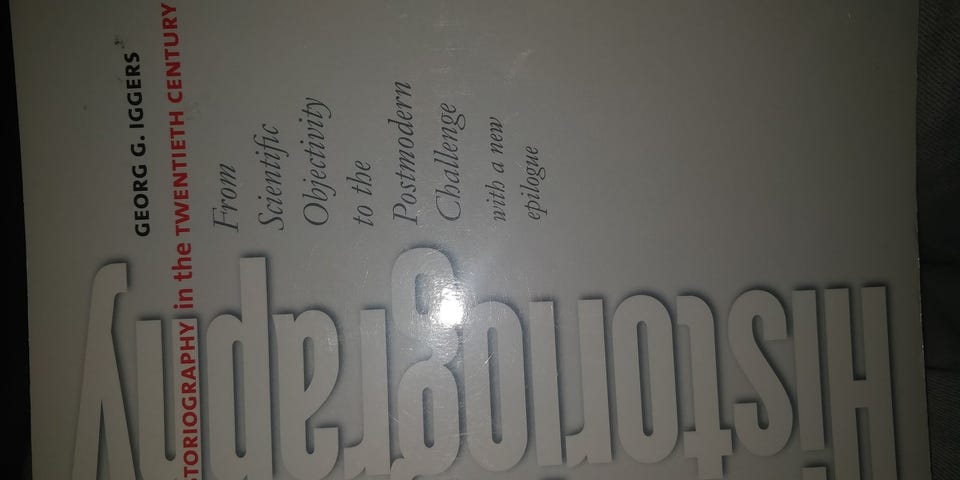 GEORG G. IGGERS
STORIOGRAPHY in the TWENTIETH CENTURY
From
Scientific
Objectivity
to the
Postmodern
Challenge
with a new
epilogue
Historiography